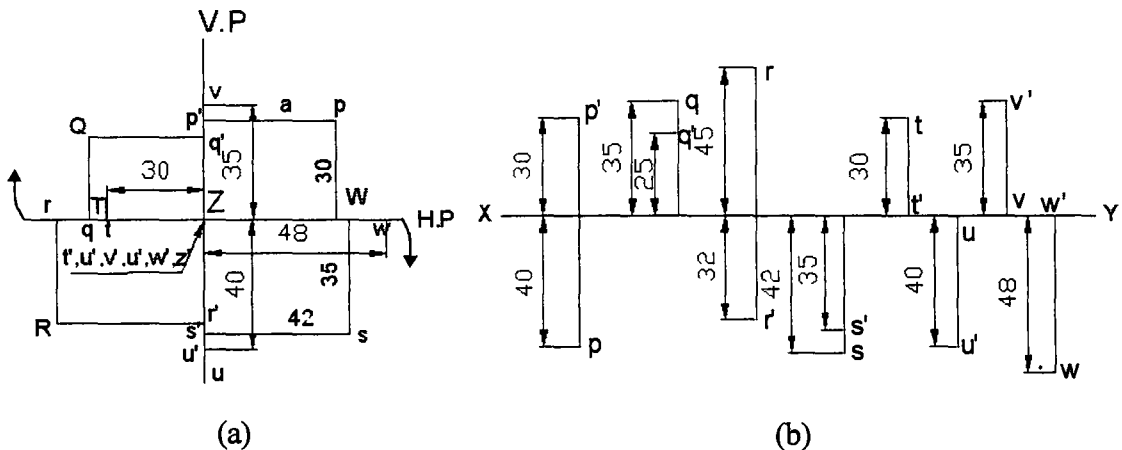 V.P
v
p' a p
Q
q'
30 35 30
r T Z W H.P
q t 48 w
t',u',v',u',w',z' 40 35
R r' 42
s' s
u'
u
(a)
r
p' q t v'
q'
30 35 25 45 30 35
X t' v w' Y
u
40 32 42 35 40 48
r' s'
p s u'
w
(b)